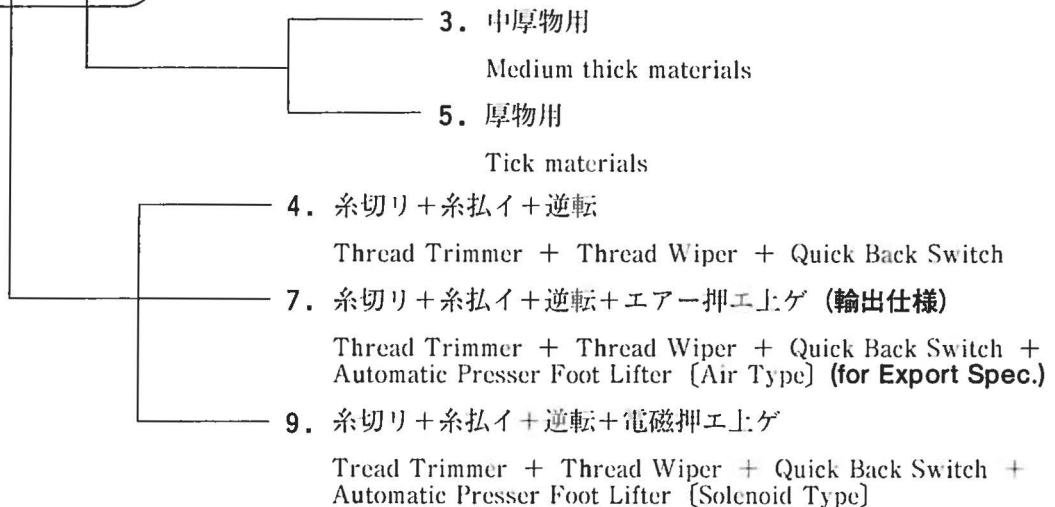 3. 中厚物用
Medium thick materials
5. 厚物用
Tick materials
4. 糸切リ+糸払イ+逆転
Thread Trimmer + Thread Wiper + Quick Back Switch
7. 糸切リ+糸払イ+逆転+エアー押エ上ゲ (輸出仕様)
Thread Trimmer + Thread Wiper + Quick Back Switch +
Automatic Presser Foot Lifter [Air Type] (for Export Spec.)
9. 糸切リ+糸払イ+逆転+電磁押エ上ゲ
Tread Trimmer + Thread Wiper + Quick Back Switch +
Automatic Presser Foot Lifter [Solenoid Type]